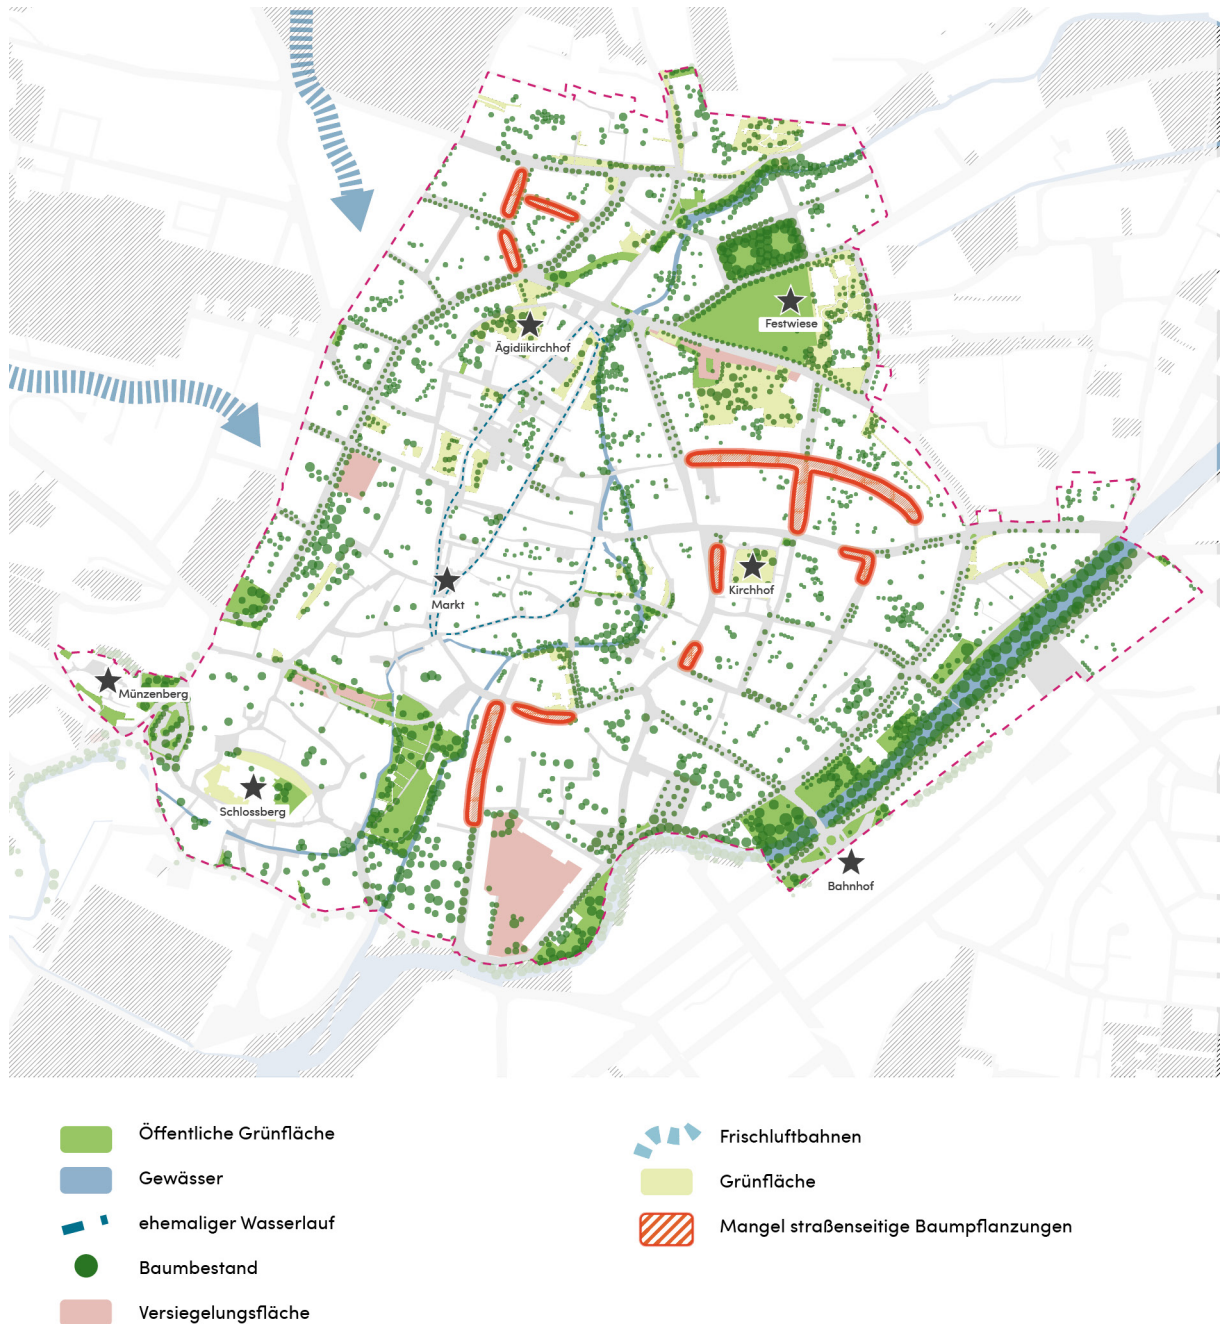 Festwiese
Ägidiikirchhof
Kirchhof
Markt
Münzenberg
Schlossberg
Bahnhof
Öffentliche Grünfläche
Gewässer
ehemaliger Wasserlauf
Baumbestand
Versiegelungsfläche
Frischluftbahnen
Grünfläche
Mangel straßenseitige Baumpflanzungen